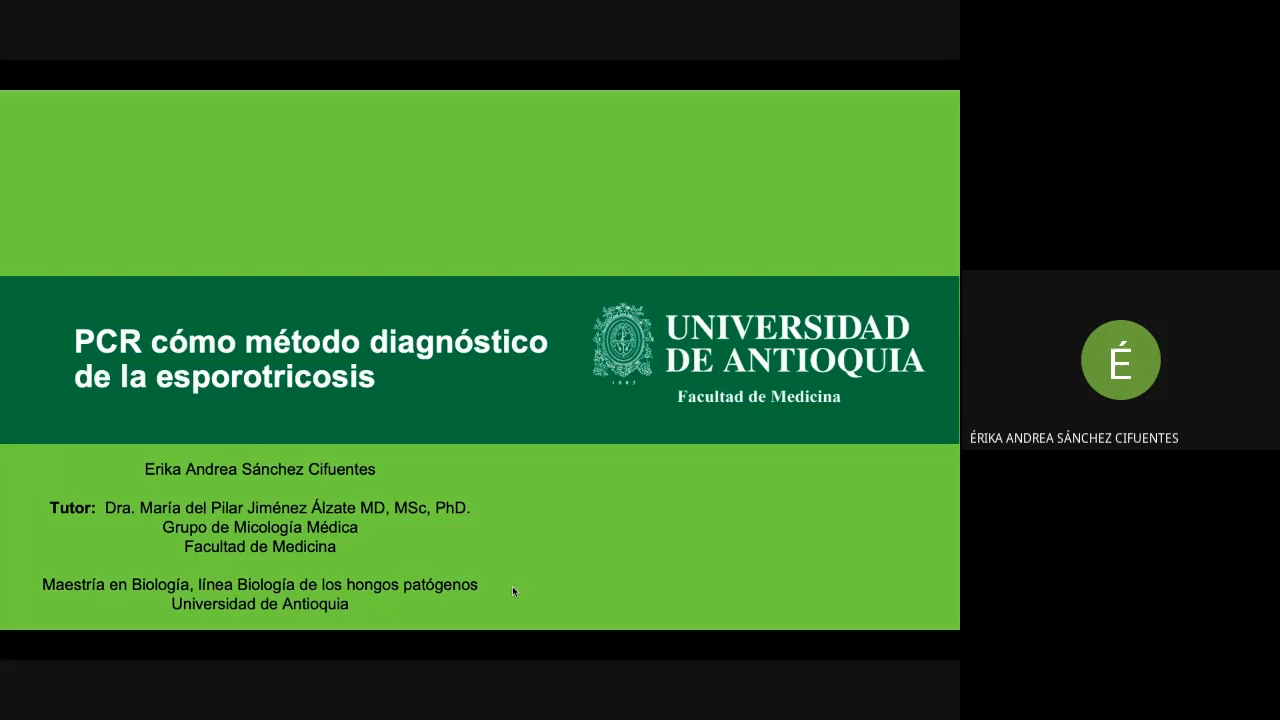 PCR cómo método diagnóstico
de la esporotricosis
UNIVERSIDAD
DE ANTIOQUIA
1803
Facultad de Medicina
Erika Andrea Sánchez Cifuentes
Tutor: Dra. María del Pilar Jiménez Álzate MD, MSc, PhD.
Grupo de Micología Médica
Facultad de Medicina
Maestría en Biología, línea Biología de los hongos patógenos
Universidad de Antioquia
É
ÉRIKA ANDREA SÁNCHEZ CIFUENTES